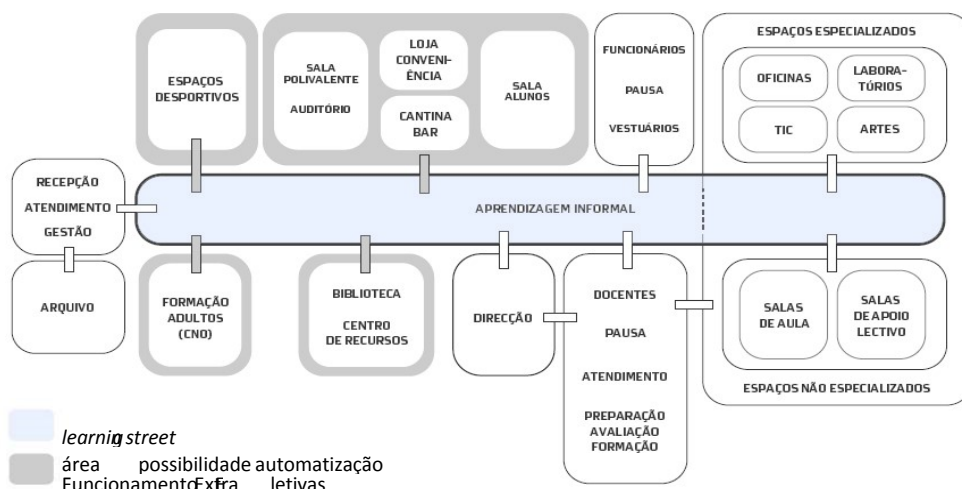 ESPAÇOS
DESPORTIVOS
SALA
POLIVALENTE
AUDITÓRIO
LOJA
CONVENI-
ÊNCIA
CANTINA
BAR
SALA
ALUNOS
FUNCIONÁRIOS
PAUSA
VESTUÁRIOS
ESPAÇOS ESPECIALIZADOS
OFICINAS
LABORA-
TÓRIOS
TIC
ARTES
RECEPÇÃO
ATENDIMENTO
GESTÃO
APRENDIZAGEM INFORMAL
ARQUIVO
FORMAÇÃO
ADULTOS
(CNO)
BIBLIOTECA
CENTRO
DE RECURSOS
DIRECÇÃO
DOCENTES
PAUSA
ATENDIMENTO
PREPARAÇÃO
AVALIAÇÃO
FORMAÇÃO
SALAS
DE AULA
SALAS
DE APOIO
LECTIVO
ESPAÇOS NÃO ESPECIALIZADOS
learning street
área possibilidade automatização
Funcionamento letivas